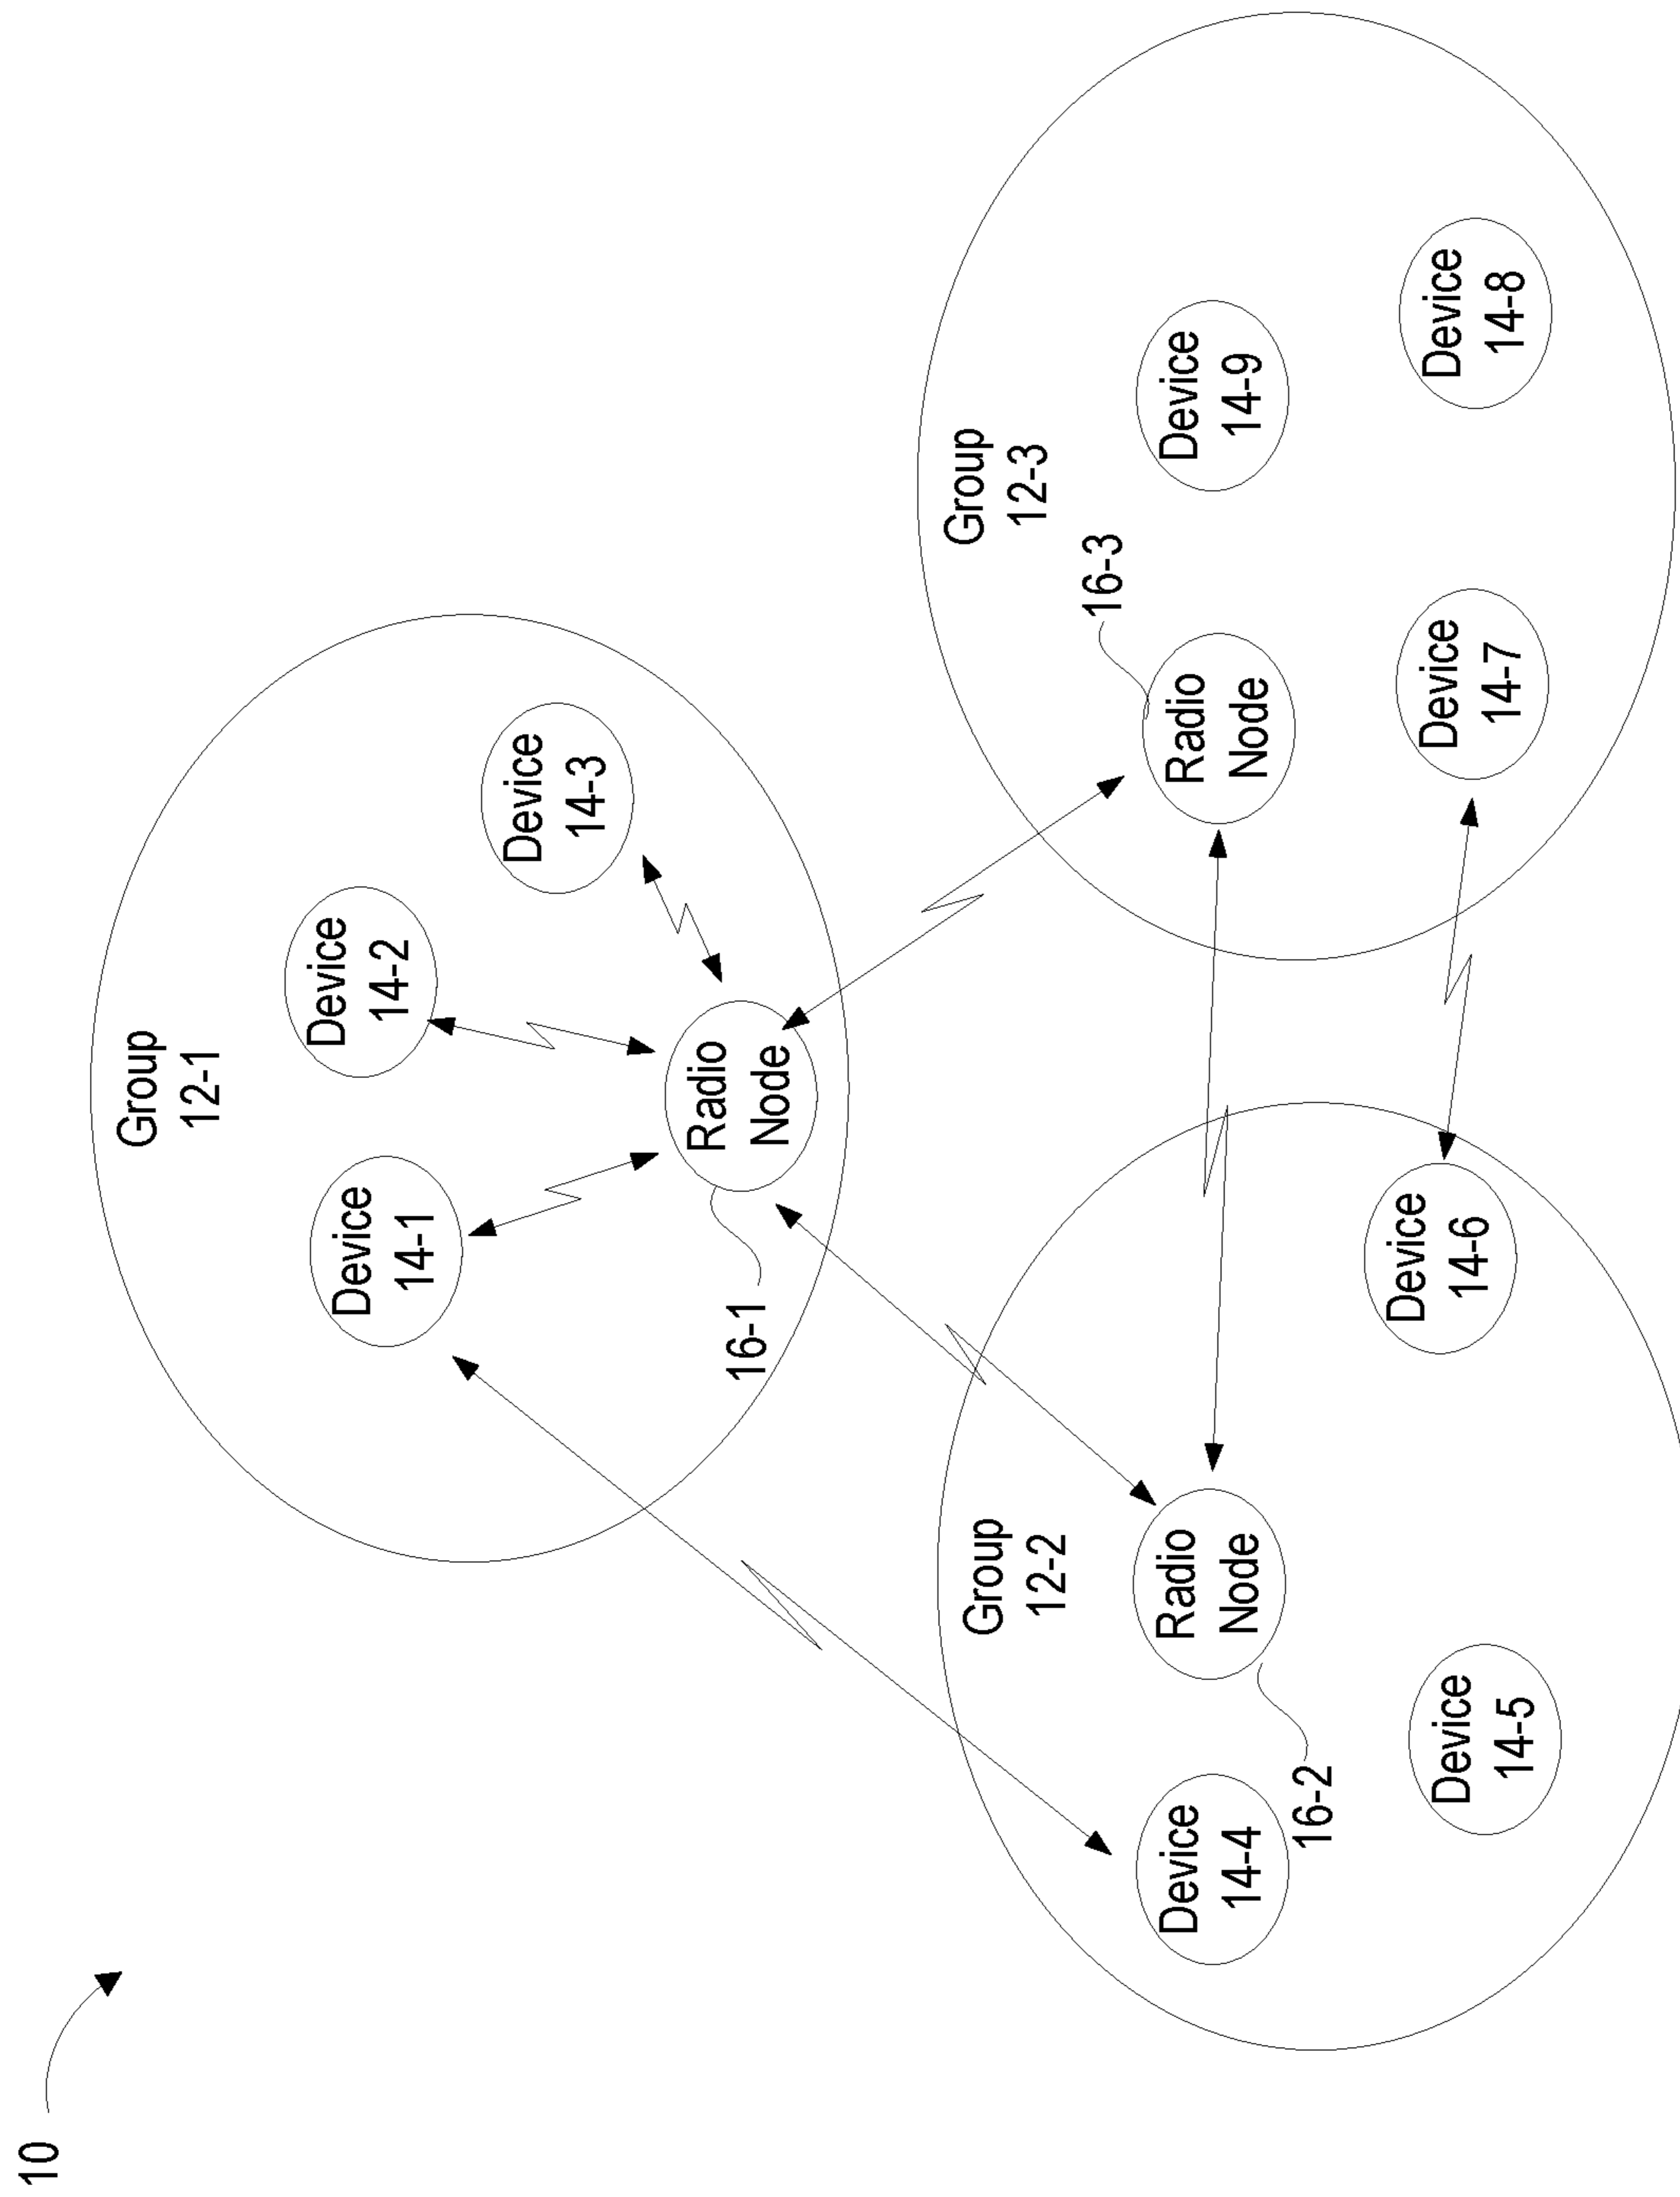 10
Group
12-1
Device
14-1
Device
14-2
Device
14-3
Radio
Node
16-1
Group
12-2
Device
14-4
Radio
Node
16-2
Device
14-5
Device
14-6
Group
12-3
16-3
Radio
Node
Device
14-9
Device
14-7
Device
14-8